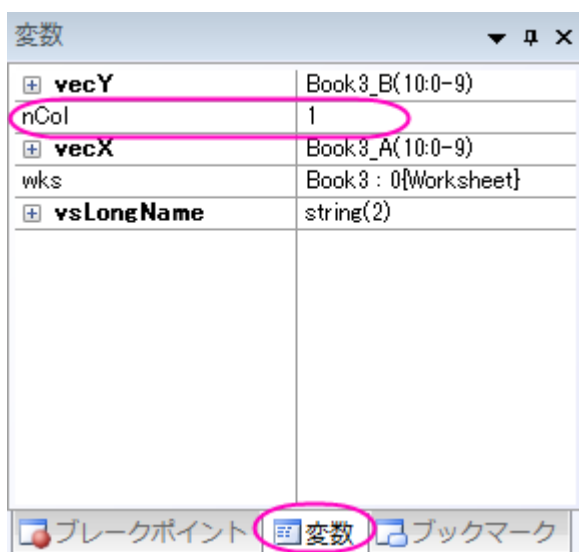 変数
vecY Book3_B(10:0-9)
nCol 1
vecX Book3_A(10:0-9)
wks Book3 : 0{Worksheet}
vsLongName string(2)
ブレークポイント 変数 ブックマーク